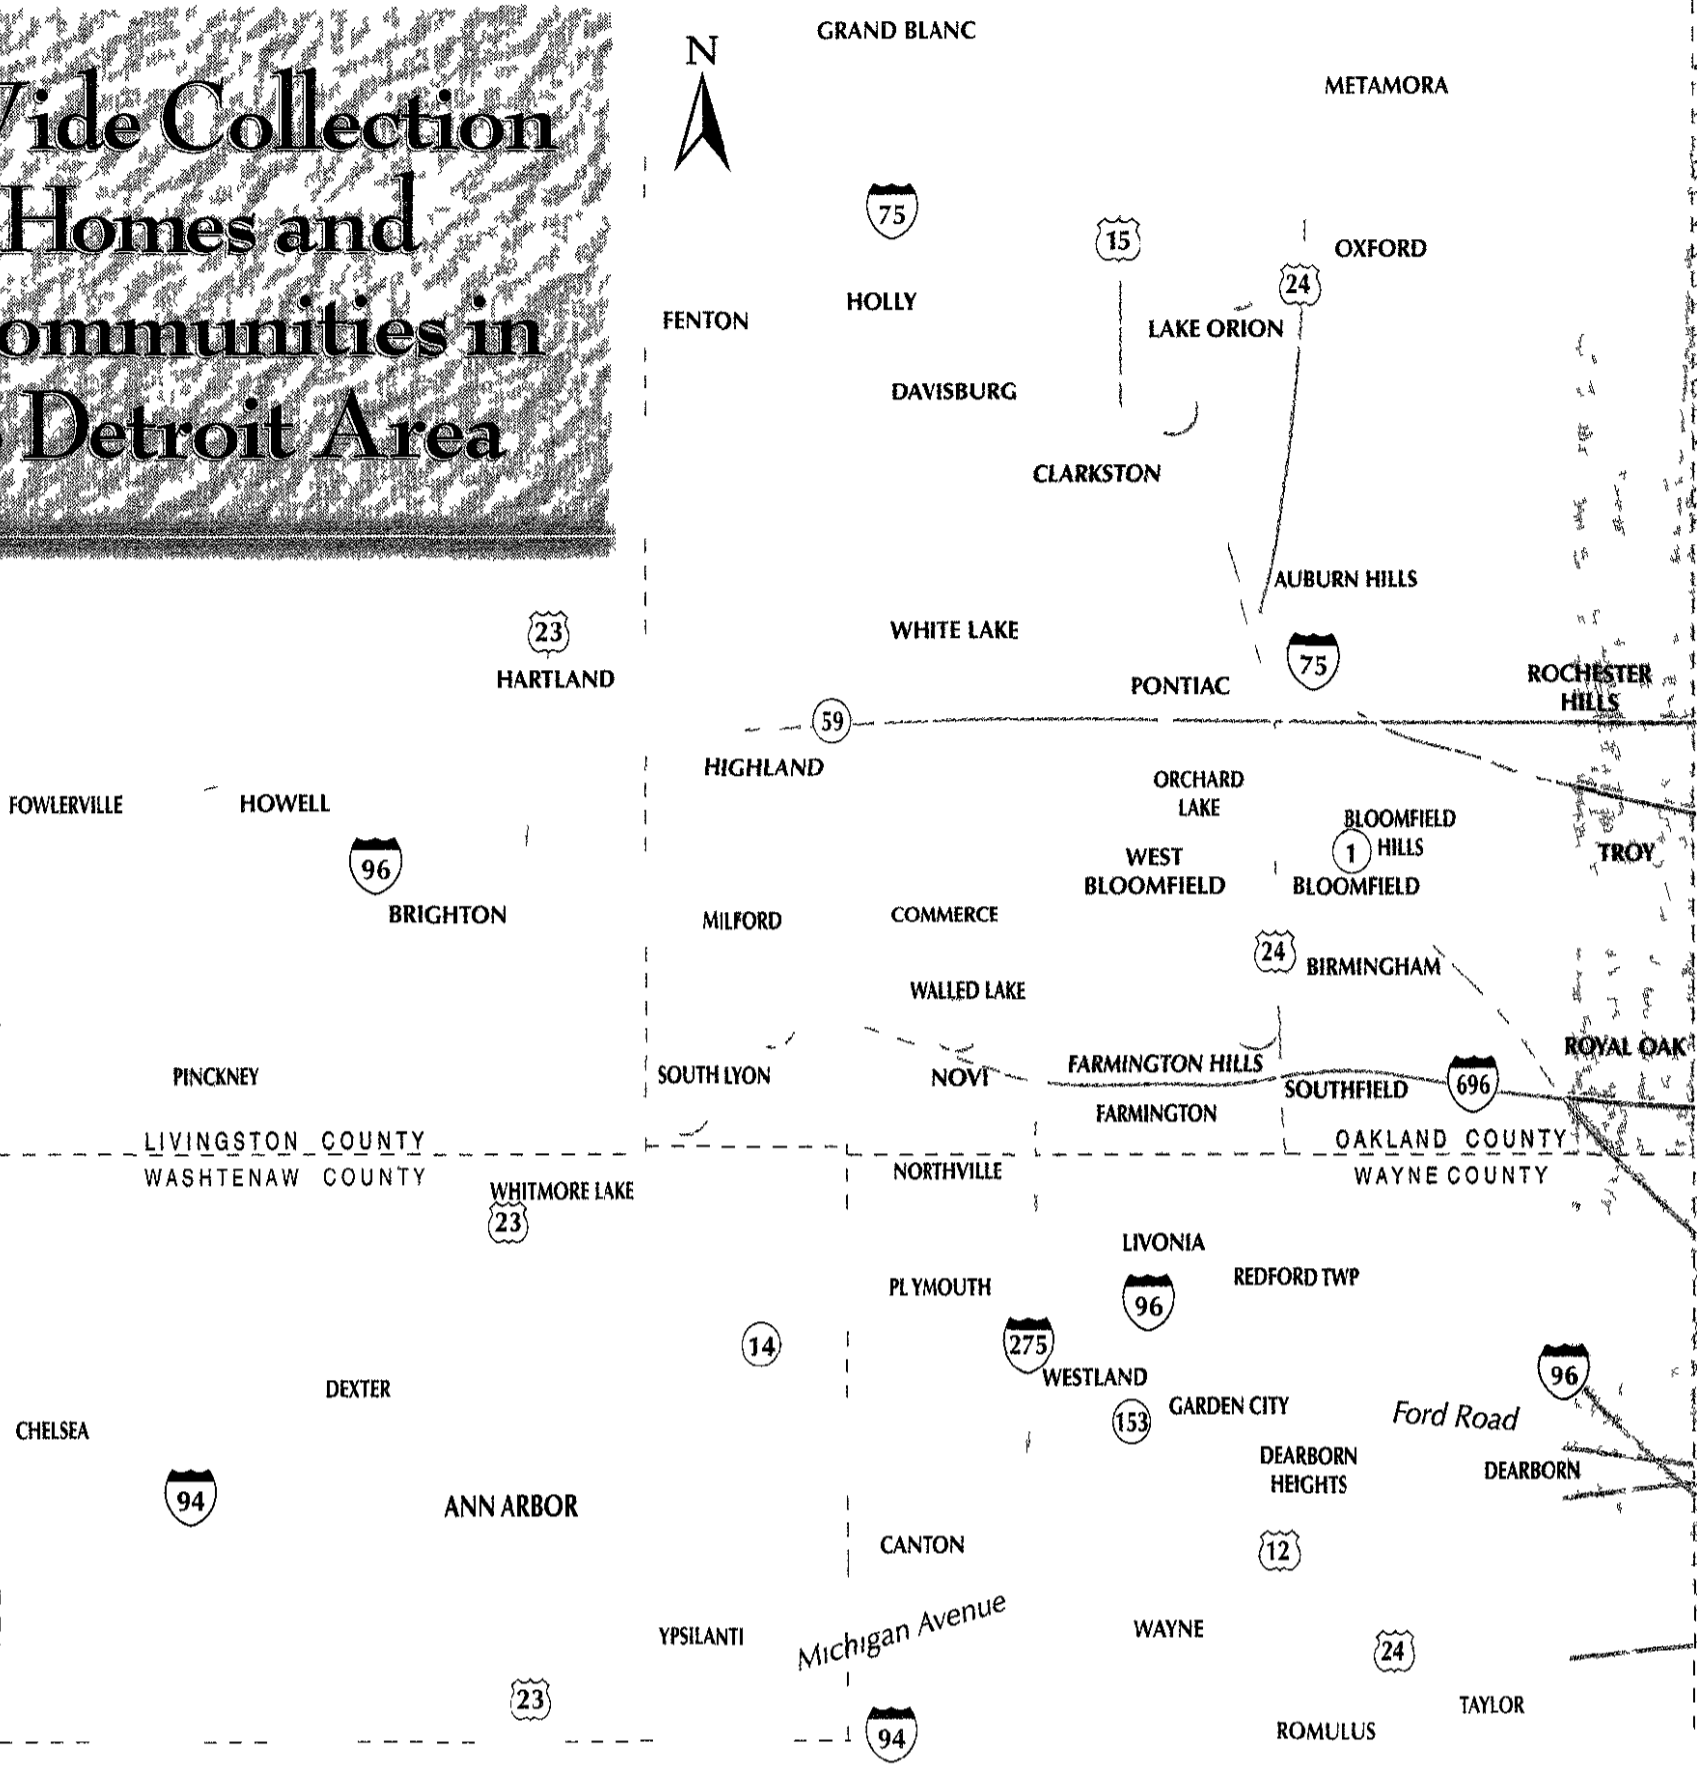 ide Collection
Homes and
ommunities in
Detroit Area
N
GRAND BLANC
METAMORA
75
15
OXFORD
24
HOLLY
FENTON
LAKE ORION
DAVISBURG
CLARKSTON
AUBURN HILLS
23
WHITE LAKE
75
HARTLAND
PONTIAC
ROCHESTER
HILLS
59
HIGHLAND
ORCHARD
LAKE
FOWLERVILLE
HOWELL
BLOOMFIELD
1 HILLS
TROY
96
WEST
BLOOMFIELD
BLOOMFIELD
BRIGHTON
MILFORD
COMMERCE
24
BIRMINGHAM
WALLED LAKE
ROYAL OAK
PINCKNEY
SOUTH LYON
NOVI
FARMINGTON HILLS
SOUTHFIELD
696
FARMINGTON
LIVINGSTON COUNTY
OAKLAND COUNTY
WASHTENAW COUNTY
WAYNE COUNTY
NORTHVILLE
WHITMORE LAKE
23
LIVONIA
PLYMOUTH
REDFORD TWP
96
14
275
WESTLAND
96
DEXTER
CHELSEA
153
GARDEN CITY
Ford Road
DEARBORN
HEIGHTS
DEARBORN
94
ANN ARBOR
CANTON
12
YPSILANTI
Michigan Avenue
WAYNE
24
23
TAYLOR
94
ROMULUS